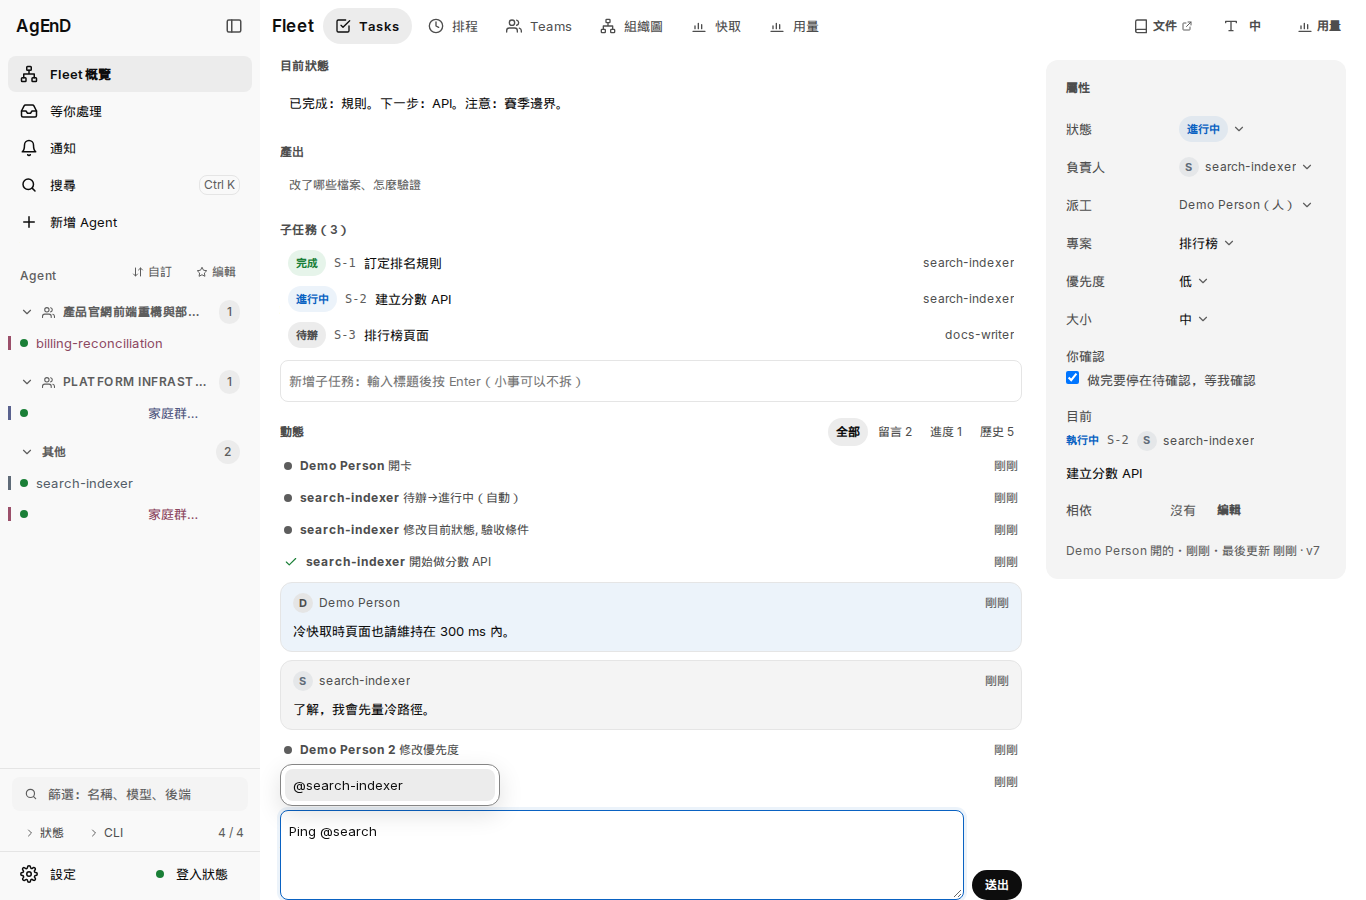 AgEnD
Fleet 概覽
等你處理
通知
搜尋 Ctrl K
新增 Agent
Agent 自訂 編輯
產品官網前端重構與部... 1
billing-reconciliation
PLATFORM INFRAST... 1
家庭群...
其他 2
search-indexer
家庭群...
篩選：名稱、模型、後端
狀態 CLI 4 / 4
設定 登入狀態
Fleet Tasks 排程 Teams 組織圖 快取 用量 文件 中 用量
目前狀態
已完成：規則。下一步：API。注意：賽季邊界。
產出
改了哪些檔案、怎麼驗證
子任務（3）
完成 S-1 訂定排名規則 search-indexer
進行中 S-2 建立分數 API search-indexer
待辦 S-3 排行榜頁面 docs-writer
新增子任務：輸入標題後按 Enter（小事可以不拆）
動態 全部 留言 2 進度 1 歷史 5
Demo Person 開卡 剛剛
search-indexer 待辦→進行中（自動） 剛剛
search-indexer 修改目前狀態, 驗收條件 剛剛
search-indexer 開始做分數 API 剛剛
D Demo Person 剛剛
冷快取時頁面也請維持在 300 ms 內。
S search-indexer 剛剛
了解，我會先量冷路徑。
Demo Person 2 修改優先度 剛剛
@search-indexer 剛剛
Ping @search
送出
屬性
狀態 進行中
負責人 S search-indexer
派工 Demo Person（人）
專案 排行榜
優先度 低
大小 中
你確認
做完要停在待確認，等我確認
目前
執行中 S-2 S search-indexer
建立分數 API
相依 沒有 編輯
Demo Person 開的・剛剛・最後更新 剛剛 · v7